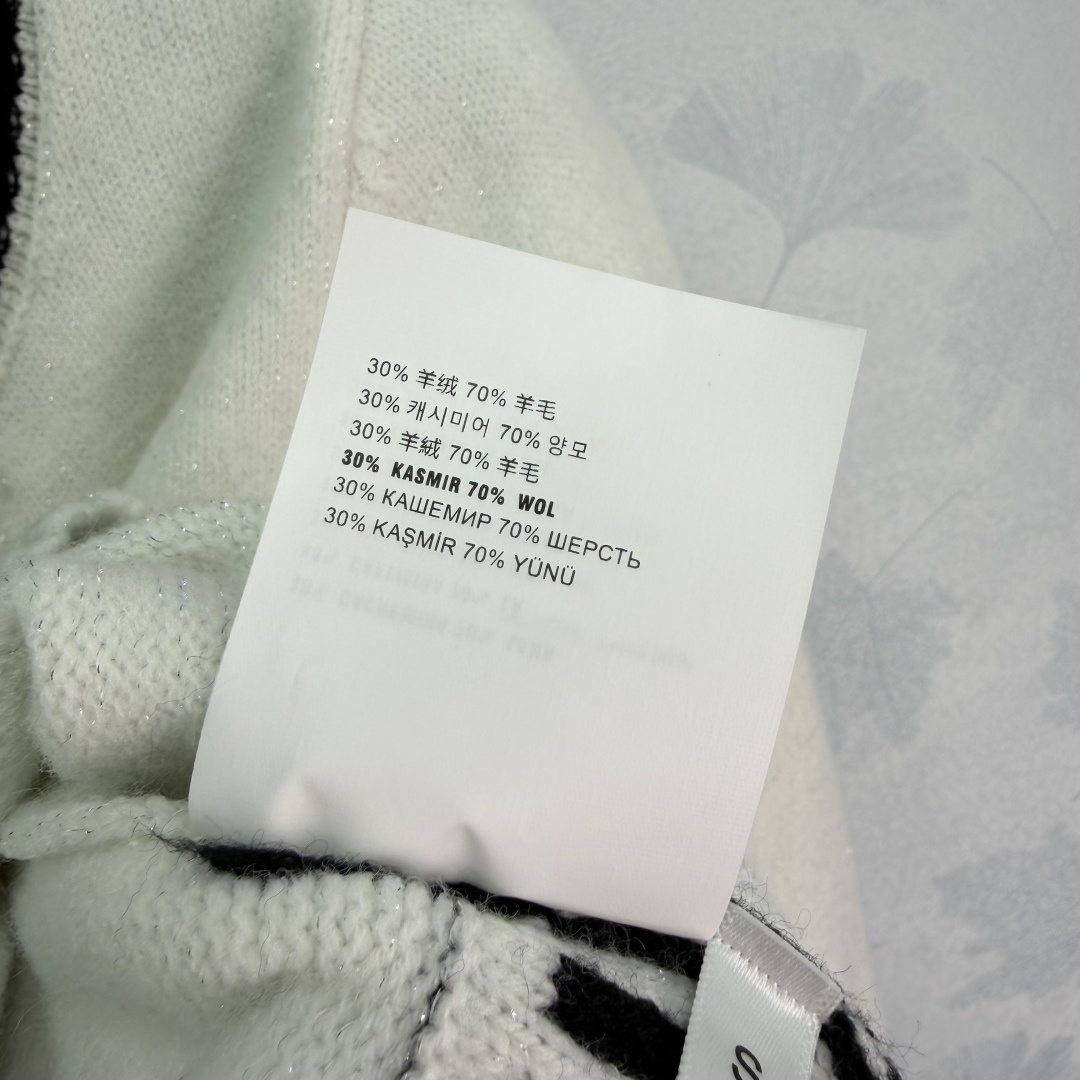 30% 羊绒 70% 羊毛
30% 캐시미어 70% 양모
30% 羊絨 70% 羊毛
30% KASMIR 70% WOL
30% КАШЕМИР 70% ШЕРСТЬ
30% KAŞMİR 70% YÜNÜ